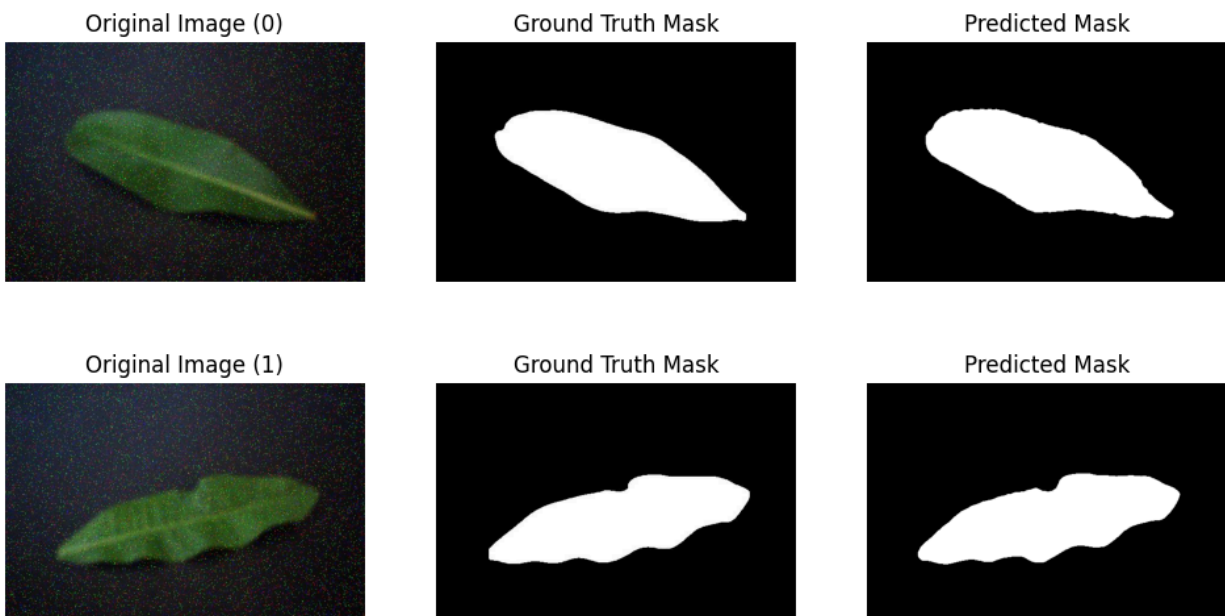 Original Image (0)
Ground Truth Mask
Predicted Mask
Original Image (1)
Ground Truth Mask
Predicted Mask